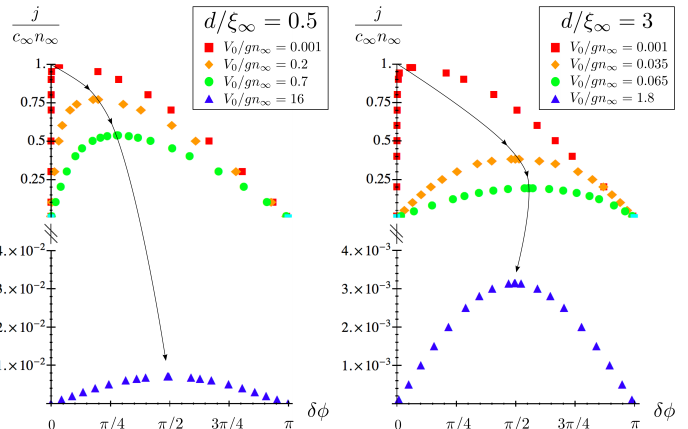 j
c∞n∞
d/ξ∞ = 0.5
V₀/gn∞ = 0.001
V₀/gn∞ = 0.2
V₀/gn∞ = 0.7
V₀/gn∞ = 16
1.
0.75
0.5
0.25
4.×10⁻²
3.×10⁻²
2.×10⁻²
1.×10⁻²
0
π/4
π/2
3π/4
π
δϕ
j
c∞n∞
d/ξ∞ = 3
V₀/gn∞ = 0.001
V₀/gn∞ = 0.035
V₀/gn∞ = 0.065
V₀/gn∞ = 1.8
1.
0.75
0.5
0.25
4.×10⁻³
3.×10⁻³
2.×10⁻³
1.×10⁻³
0
π/4
π/2
3π/4
π
δϕ